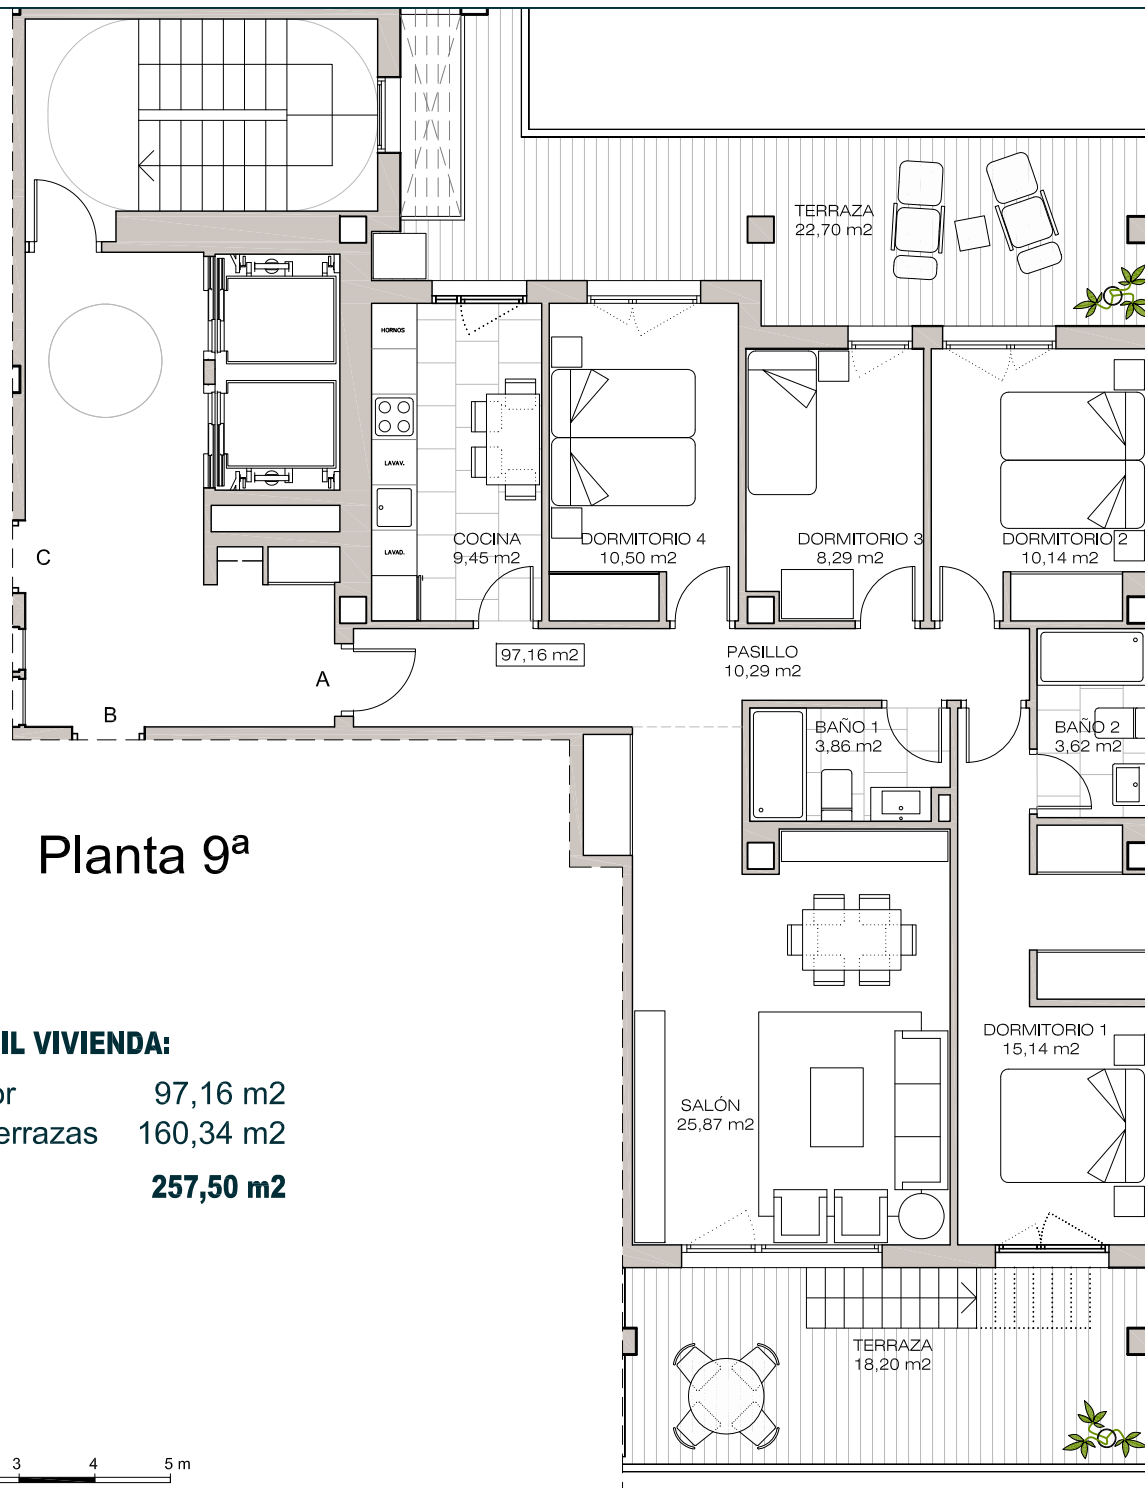 TERRAZA
22,70 m2
HORNOS
LAVAV.
LAVAD.
COCINA
9,45 m2
DORMITORIO 4
10,50 m2
DORMITORIO 3
8,29 m2
DORMITORIO 2
10,14 m2
C
97,16 m2
PASILLO
10,29 m2
A
B
BAÑO 1
3,86 m2
BAÑO 2
3,62 m2
Planta 9ª
DORMITORIO 1
15,14 m2
IL VIVIENDA:
or 97,16 m2
errazas 160,34 m2
257,50 m2
SALÓN
25,87 m2
TERRAZA
18,20 m2
3 4 5 m